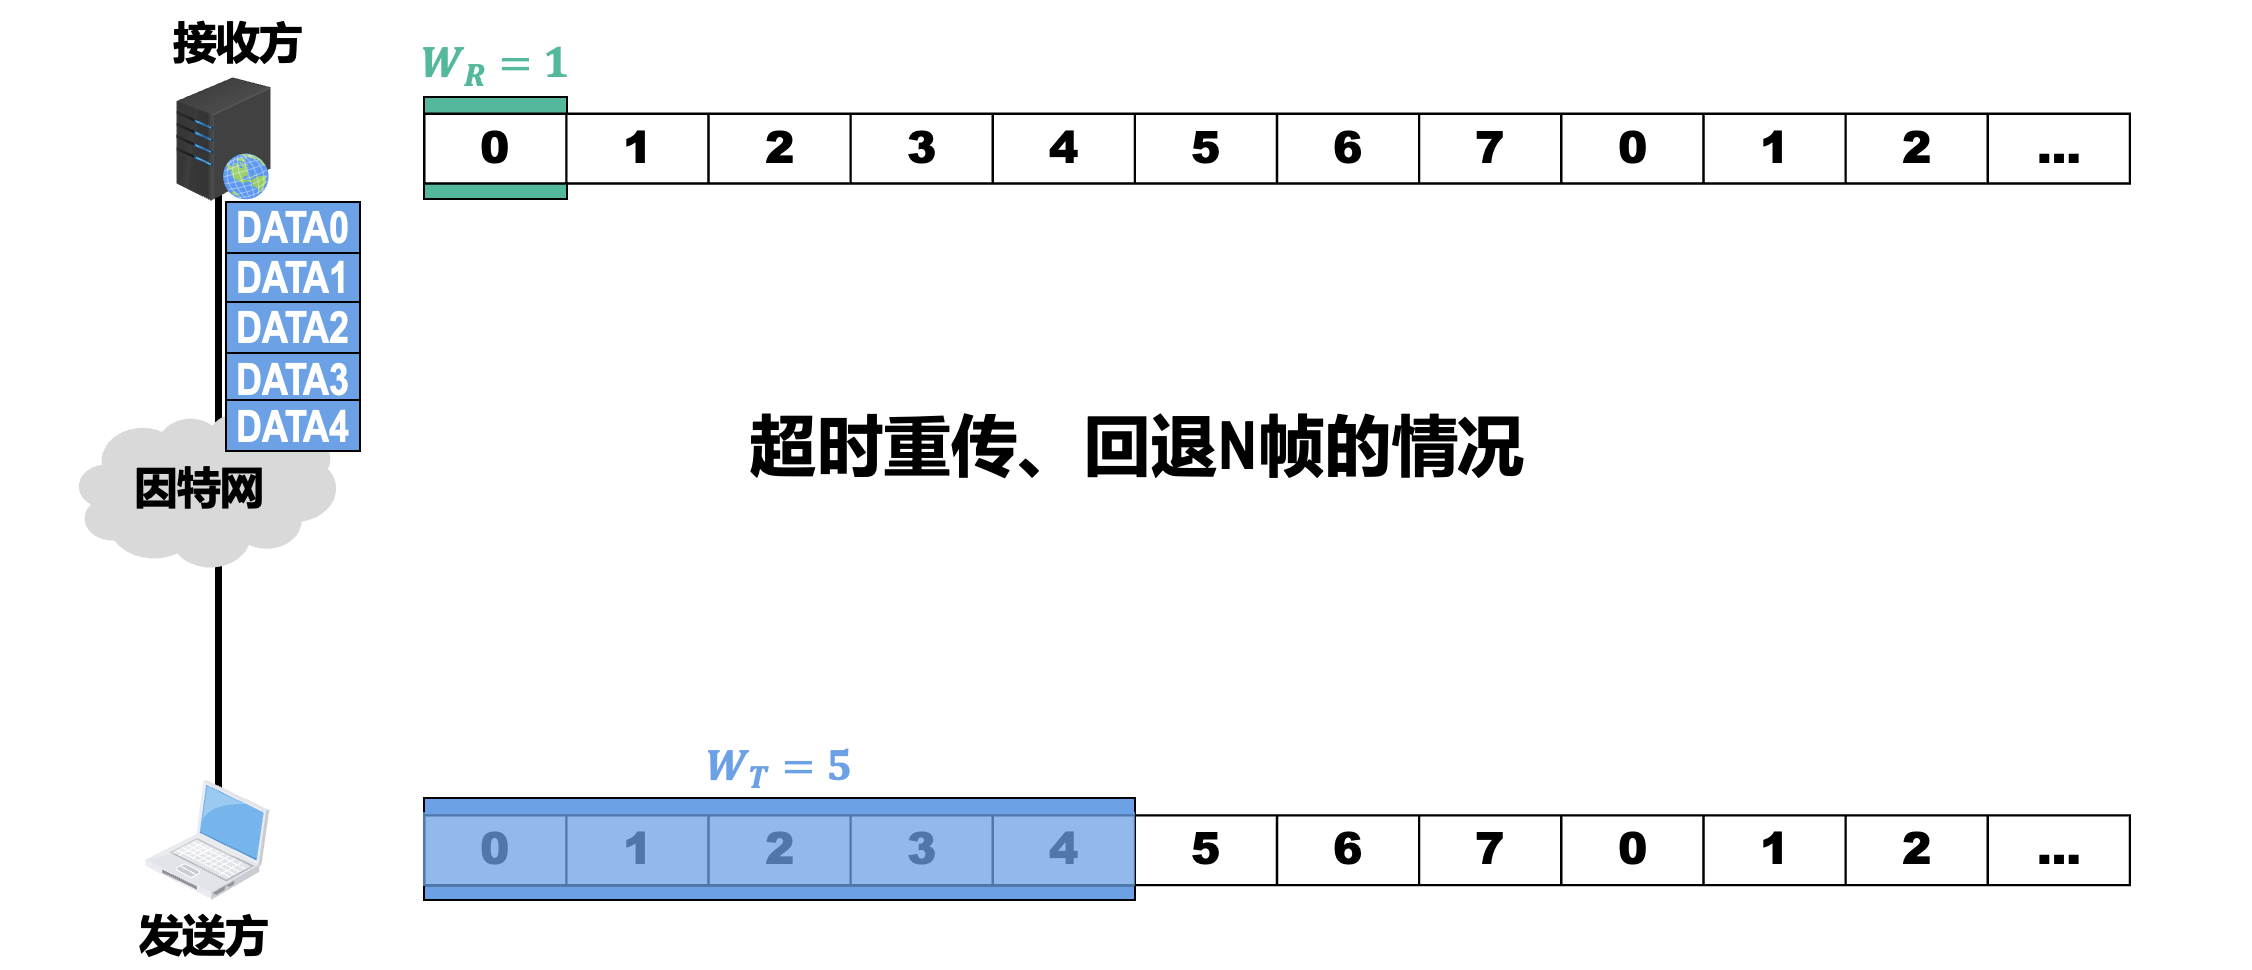 接收方
W_R = 1
0 1 2 3 4 5 6 7 0 1 2 ...
DATA0
DATA1
DATA2
DATA3
DATA4
因特网
超时重传、回退N帧的情况
W_T = 5
0 1 2 3 4 5 6 7 0 1 2 ...
发送方